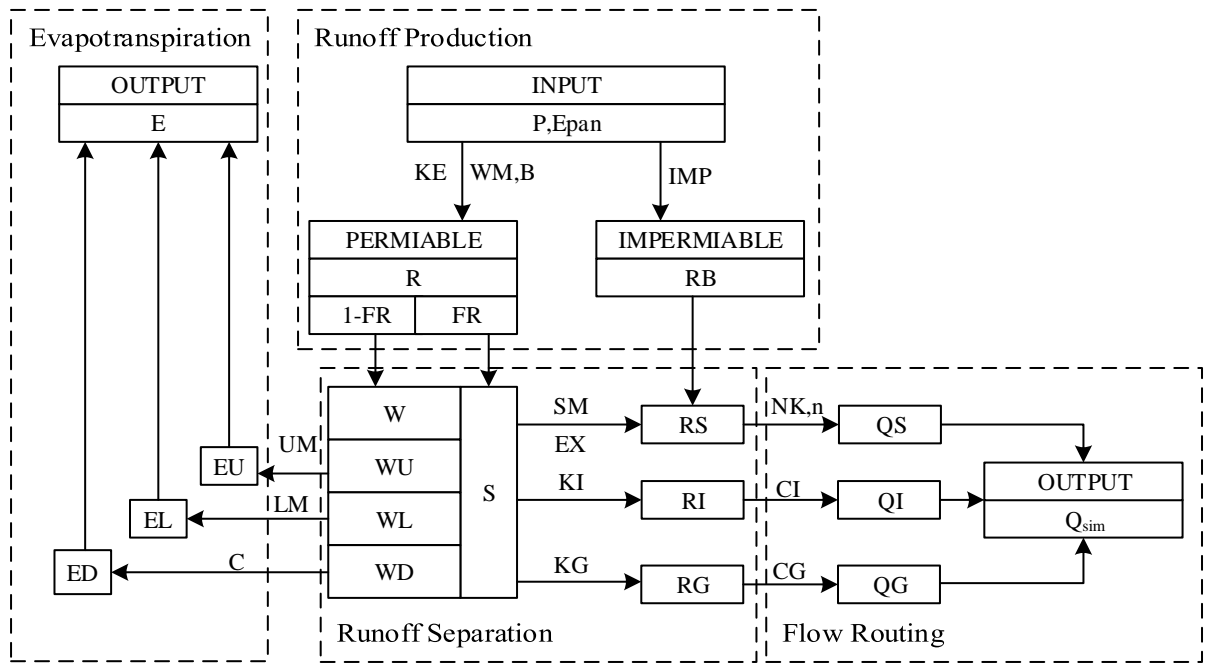 Evapotranspiration
OUTPUT
E
Runoff Production
INPUT
P,Epan
KE
WM,B
IMP
PERMIABLE
R
1-FR
FR
IMPERMIABLE
RB
W
WU
WL
WD
S
UM
EU
LM
EL
C
ED
SM
EX
KI
KG
RS
RI
RG
Runoff Separation
NK,n
CI
CG
QS
QI
QG
OUTPUT
Qsim
Flow Routing